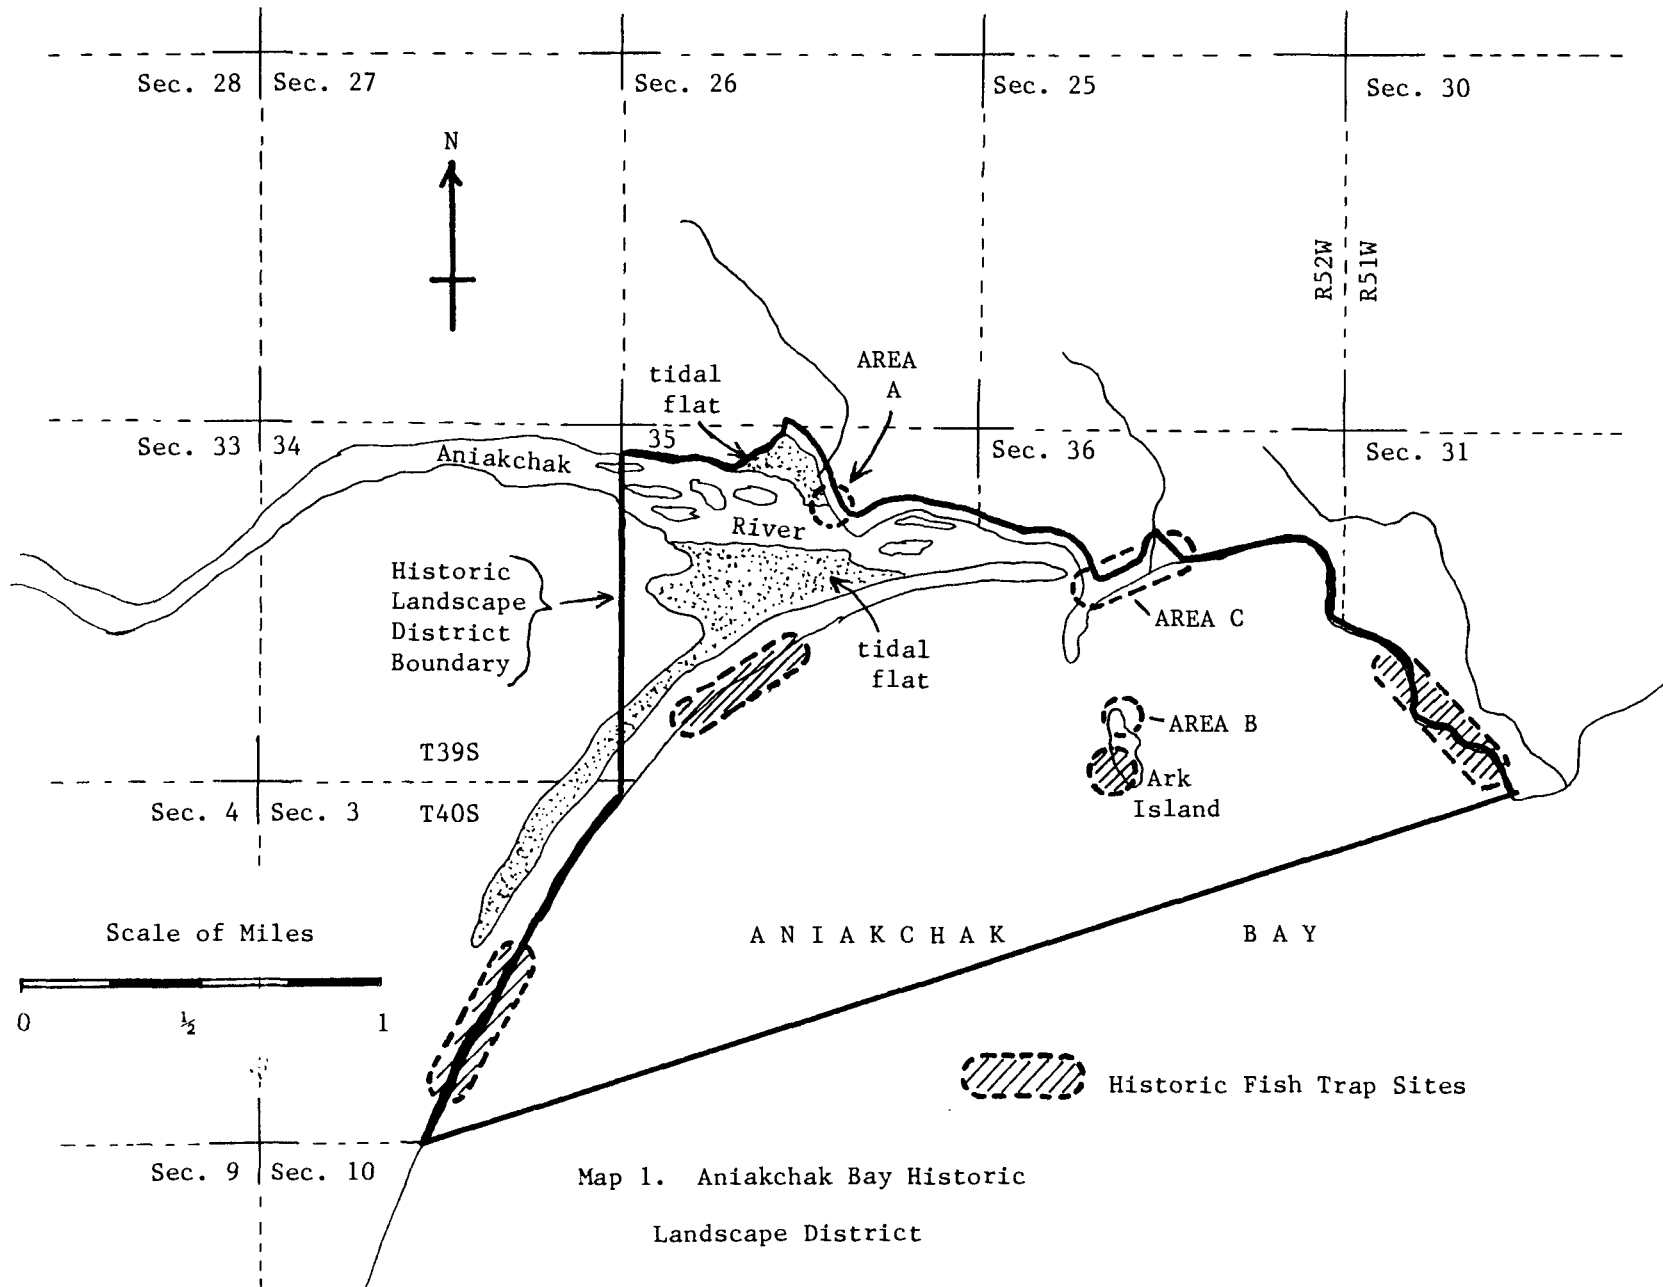 Sec. 28 Sec. 27 Sec. 26 Sec. 25 Sec. 30
N
R52W R51W
AREA
A
tidal
flat
Sec. 33 34 35 Sec. 36 Sec. 31
Aniakchak
River
Historic
Landscape
District
Boundary
AREA C
tidal
flat
AREA B
Ark
Island
T39S
Sec. 4 Sec. 3 T40S
Scale of Miles
0 ½ 1
ANIAKCHAK BAY
Historic Fish Trap Sites
Sec. 9 Sec. 10
Map 1. Aniakchak Bay Historic
Landscape District